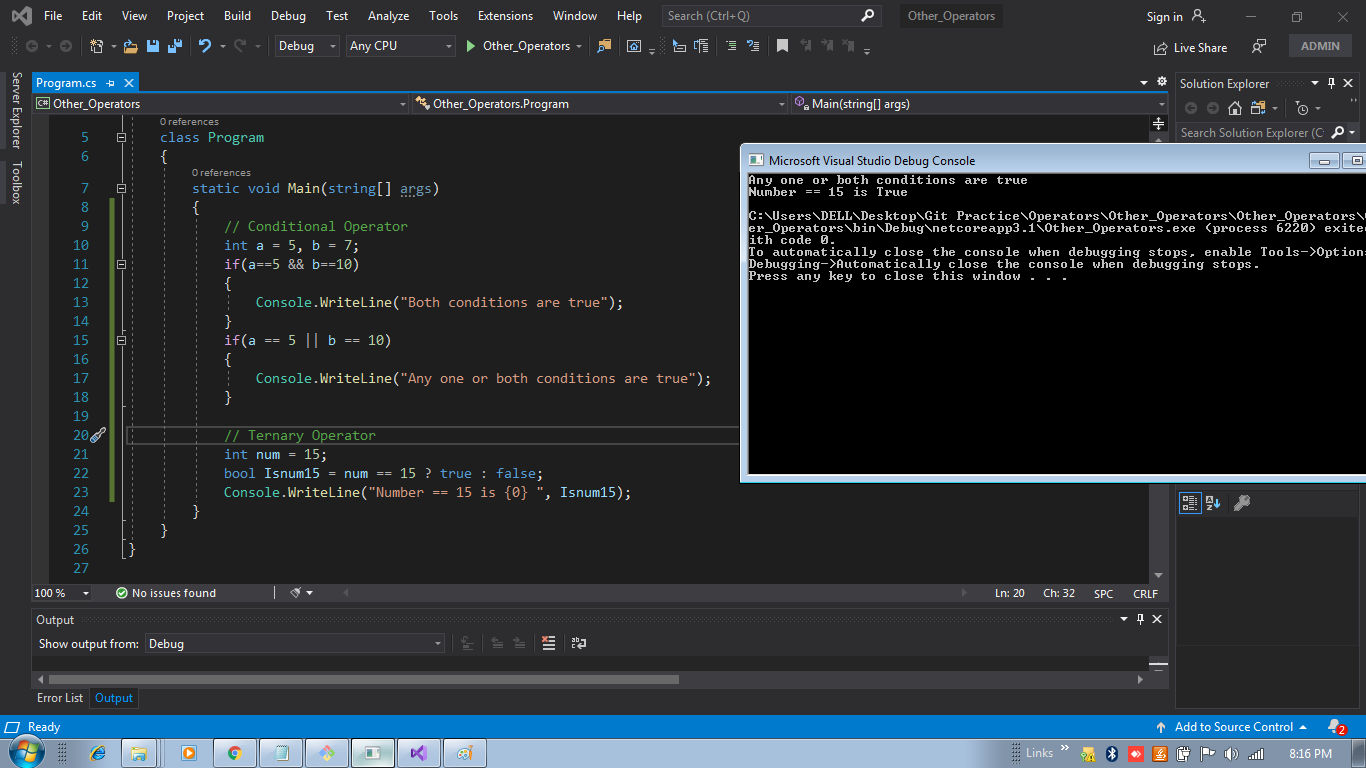 File Edit View Project Build Debug Test Analyze Tools Extensions Window Help Search (Ctrl+Q) Other_Operators Sign in
Debug Any CPU Other_Operators Live Share ADMIN
Server Explorer
Toolbox
Program.cs
Other_Operators Other_Operators.Program Main(string[] args)
0 references
5 class Program
6 {
0 references
7 static void Main(string[] args)
8 {
9 // Conditional Operator
10 int a = 5, b = 7;
11 if(a==5 && b==10)
12 {
13 Console.WriteLine("Both conditions are true");
14 }
15 if(a == 5 || b == 10)
16 {
17 Console.WriteLine("Any one or both conditions are true");
18 }
19
20 // Ternary Operator
21 int num = 15;
22 bool Isnum15 = num == 15 ? true : false;
23 Console.WriteLine("Number == 15 is {0} ", Isnum15);
24 }
25 }
26 }
27
Solution Explorer
Search Solution Explorer (C
Microsoft Visual Studio Debug Console
Any one or both conditions are true
Number == 15 is True
C:\Users\DELL\Desktop\Git Practice\Operators\Other_Operators\Other_Operators\
er_Operators\bin\Debug\netcoreapp3.1\Other_Operators.exe (process 6220) exite
ith code 0.
To automatically close the console when debugging stops, enable Tools->Option
Debugging->Automatically close the console when debugging stops.
Press any key to close this window . . .
100 % No issues found Ln: 20 Ch: 32 SPC CRLF
Output
Show output from: Debug
Error List Output
Ready Add to Source Control 2
Links 8:16 PM